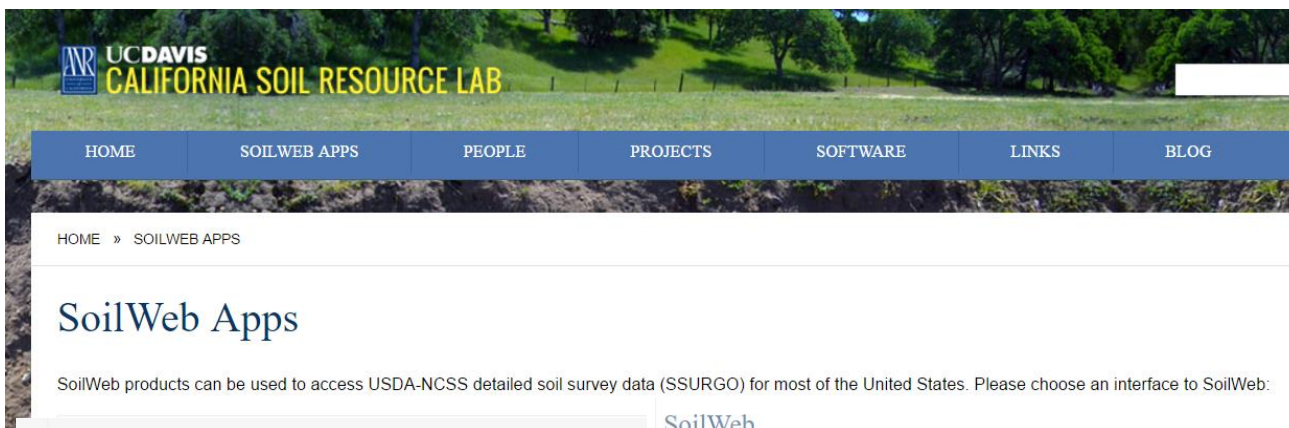 ANR UCDAVIS
CALIFORNIA SOIL RESOURCE LAB
HOME SOILWEB APPS PEOPLE PROJECTS SOFTWARE LINKS BLOG
HOME » SOILWEB APPS
SoilWeb Apps
SoilWeb products can be used to access USDA-NCSS detailed soil survey data (SSURGO) for most of the United States. Please choose an interface to SoilWeb:
SoilWeb